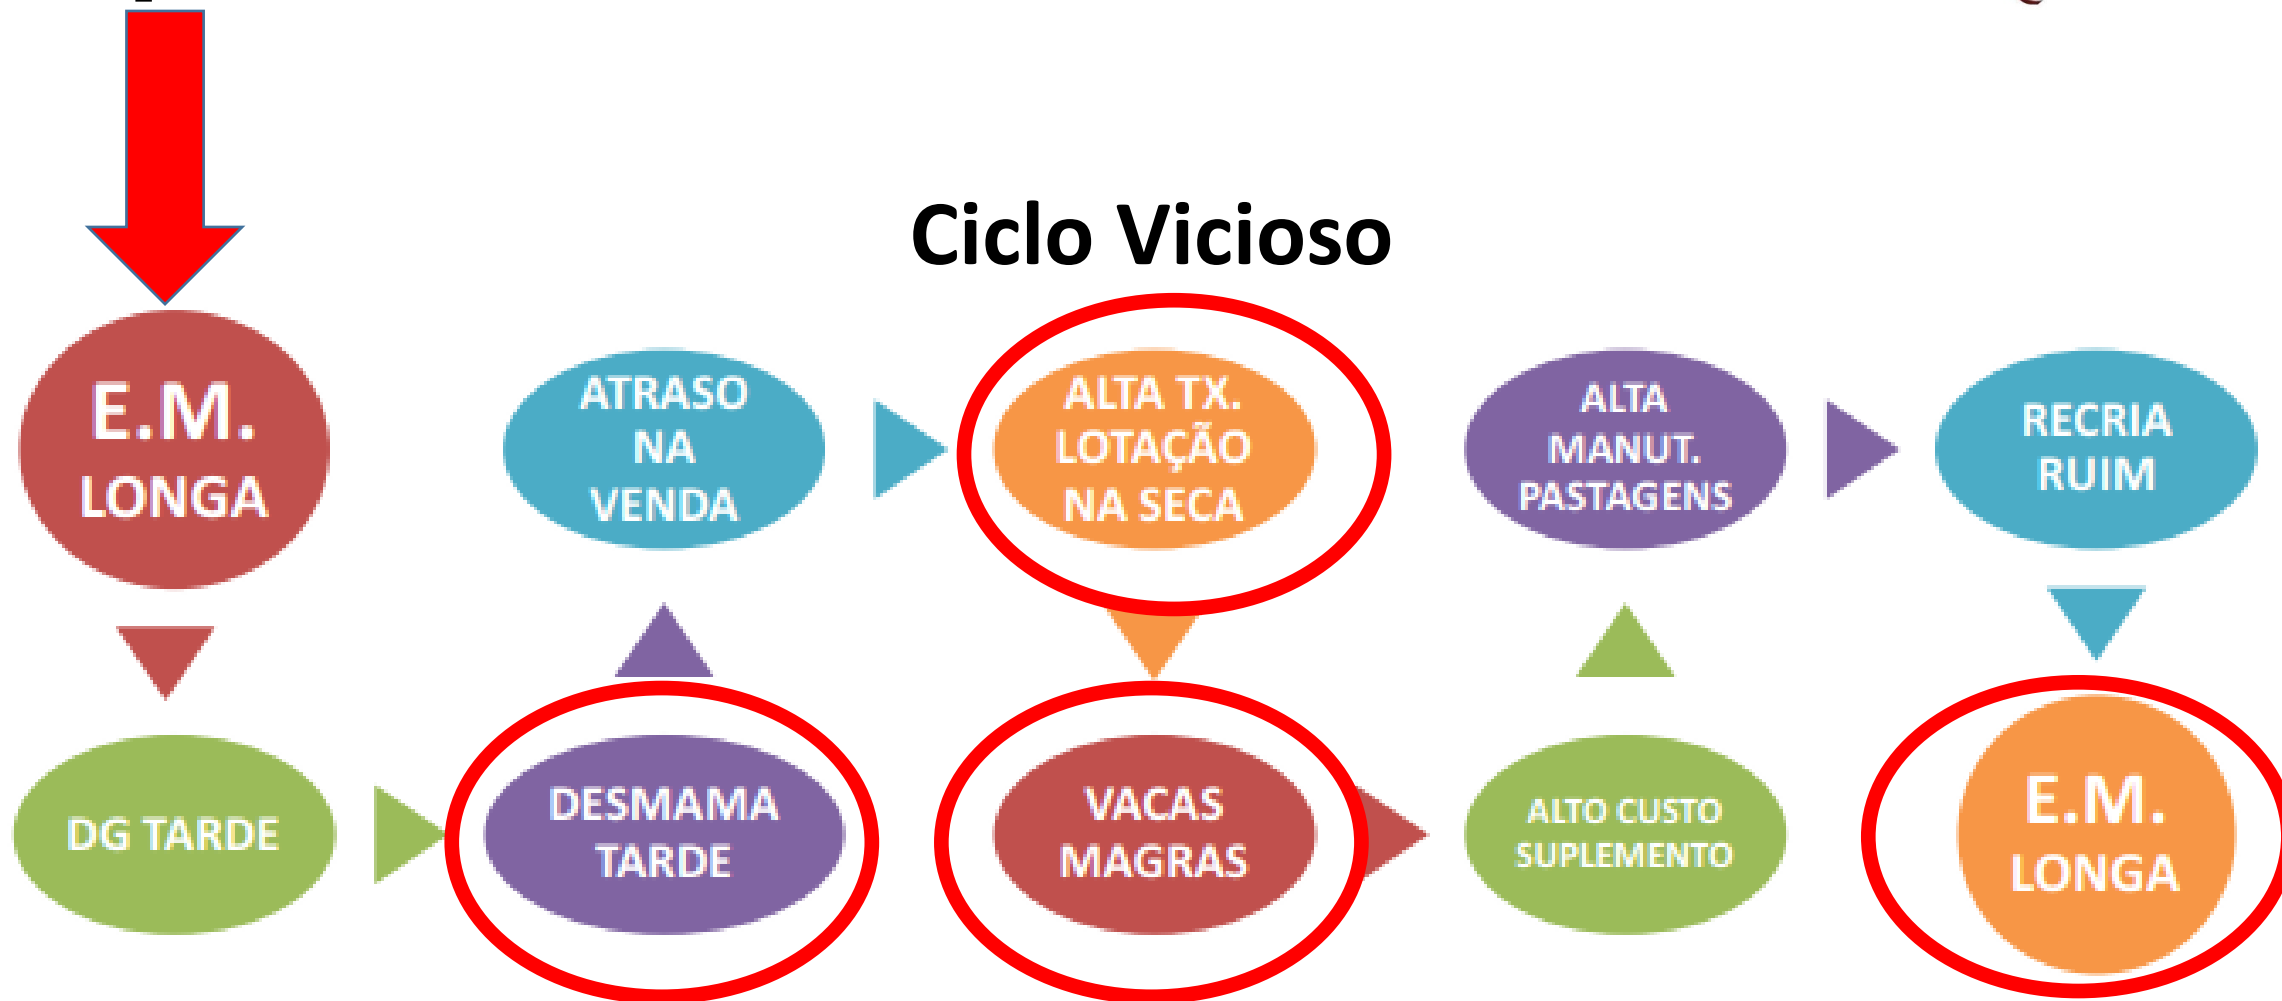 Ciclo Vicioso
E.M.
LONGA
DG TARDE
DESMAMA
TARDE
ATRASO
NA
VENDA
ALTA TX.
LOTAÇÃO
NA SECA
VACAS
MAGRAS
ALTO CUSTO
SUPLEMENTO
ALTA
MANUT.
PASTAGENS
RECRIA
RUIM
E.M.
LONGA